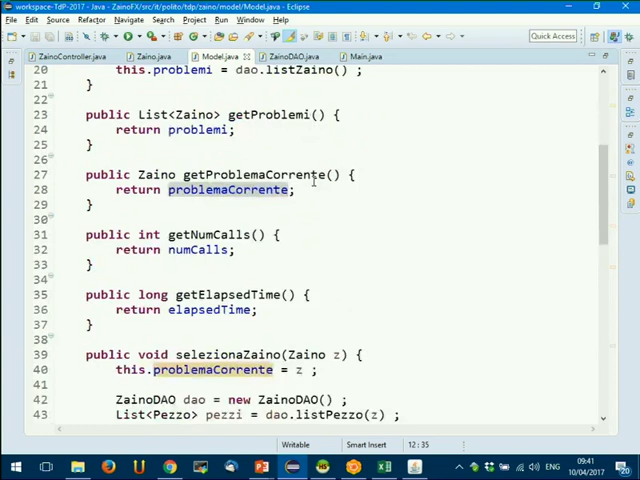 workspace-TdP-2017 - ZainoFX/src/it/polito/tdp/zaino/model/Model.java - Eclipse
File Edit Source Refactor Navigate Search Project Run Window Help
Quick Access
ZainoController.java Zaino.java Model.java ZainoDAO.java Main.java
20 this.problemi = dao.listZaino() ;
21 }
22
23 public List<Zaino> getProblemi() {
24 return problemi;
25 }
26
27 public Zaino getProblemaCorrente() {
28 return problemaCorrente;
29 }
30
31 public int getNumCalls() {
32 return numCalls;
33 }
34
35 public long getElapsedTime() {
36 return elapsedTime;
37 }
38
39 public void selezionaZaino(Zaino z) {
40 this.problemaCorrente = z ;
41
42 ZainoDAO dao = new ZainoDAO() ;
43 List<Pezzo> pezzi = dao.listPezzo(z) ;
Writable Smart Insert 12 : 35
09:41
10/04/2017
20